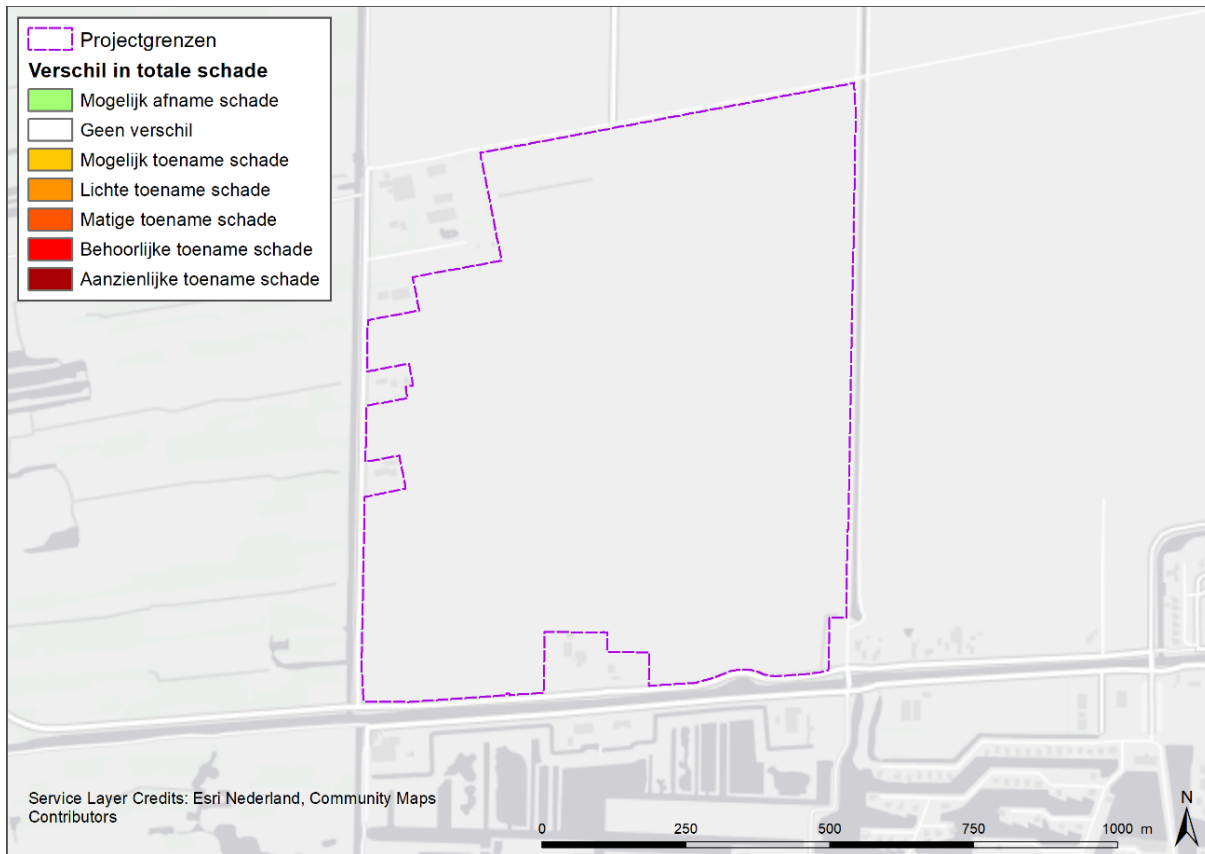 Projectgrenzen
Verschil in totale schade
Mogelijk afname schade
Geen verschil
Mogelijk toename schade
Lichte toename schade
Matige toename schade
Behoorlijke toename schade
Aanzienlijke toename schade
Service Layer Credits: Esri Nederland, Community Maps
Contributors
0 250 500 750 1000 m
N